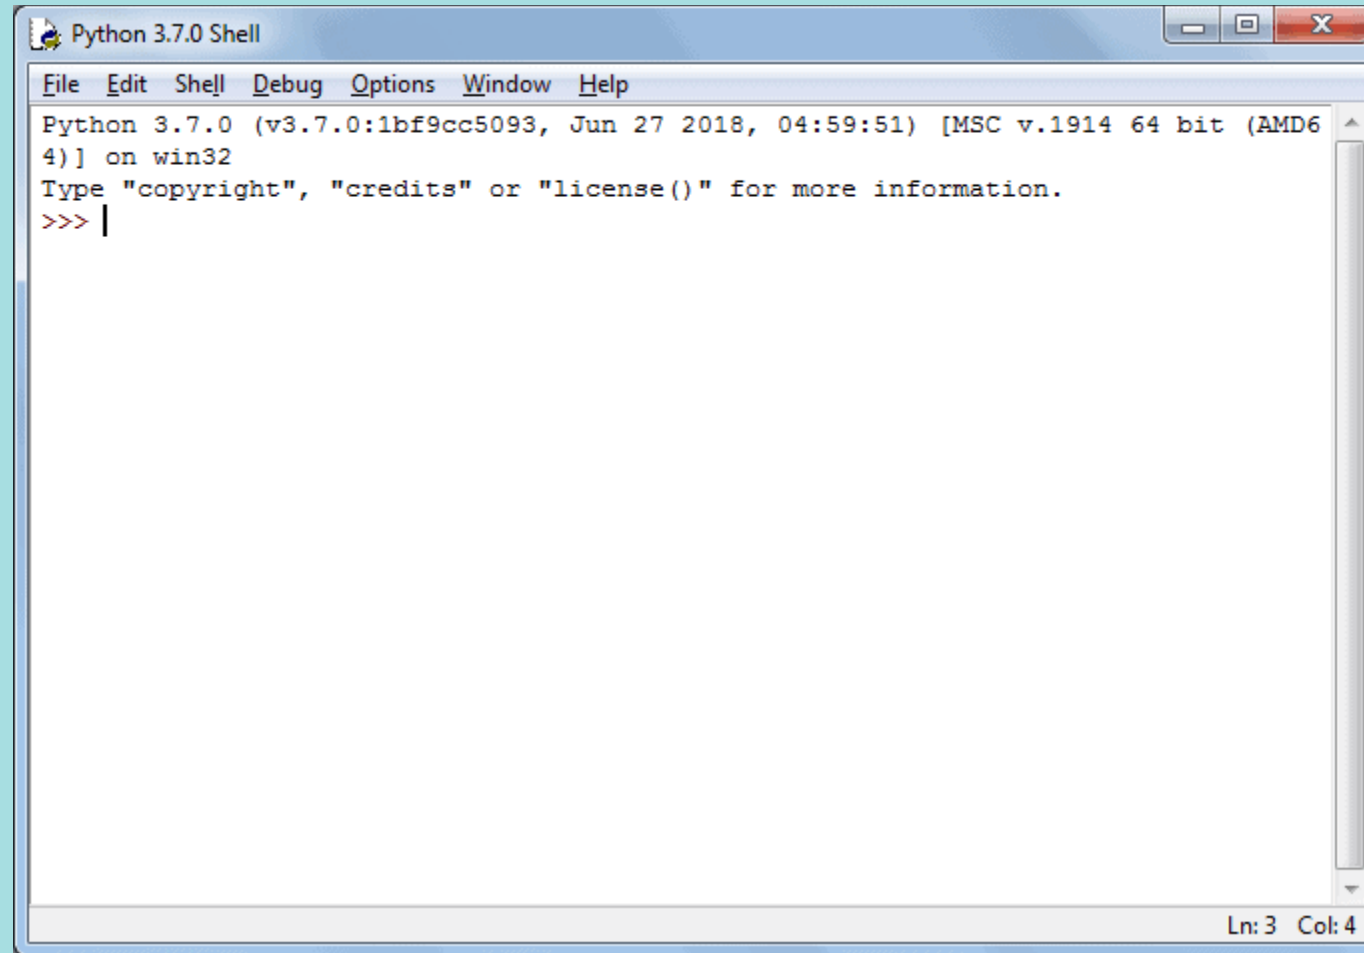 Python 3.7.0 Shell
File Edit Shell Debug Options Window Help
Python 3.7.0 (v3.7.0:1bf9cc5093, Jun 27 2018, 04:59:51) [MSC v.1914 64 bit (AMD6
4)] on win32
Type "copyright", "credits" or "license()" for more information.
>>>
Ln: 3 Col: 4